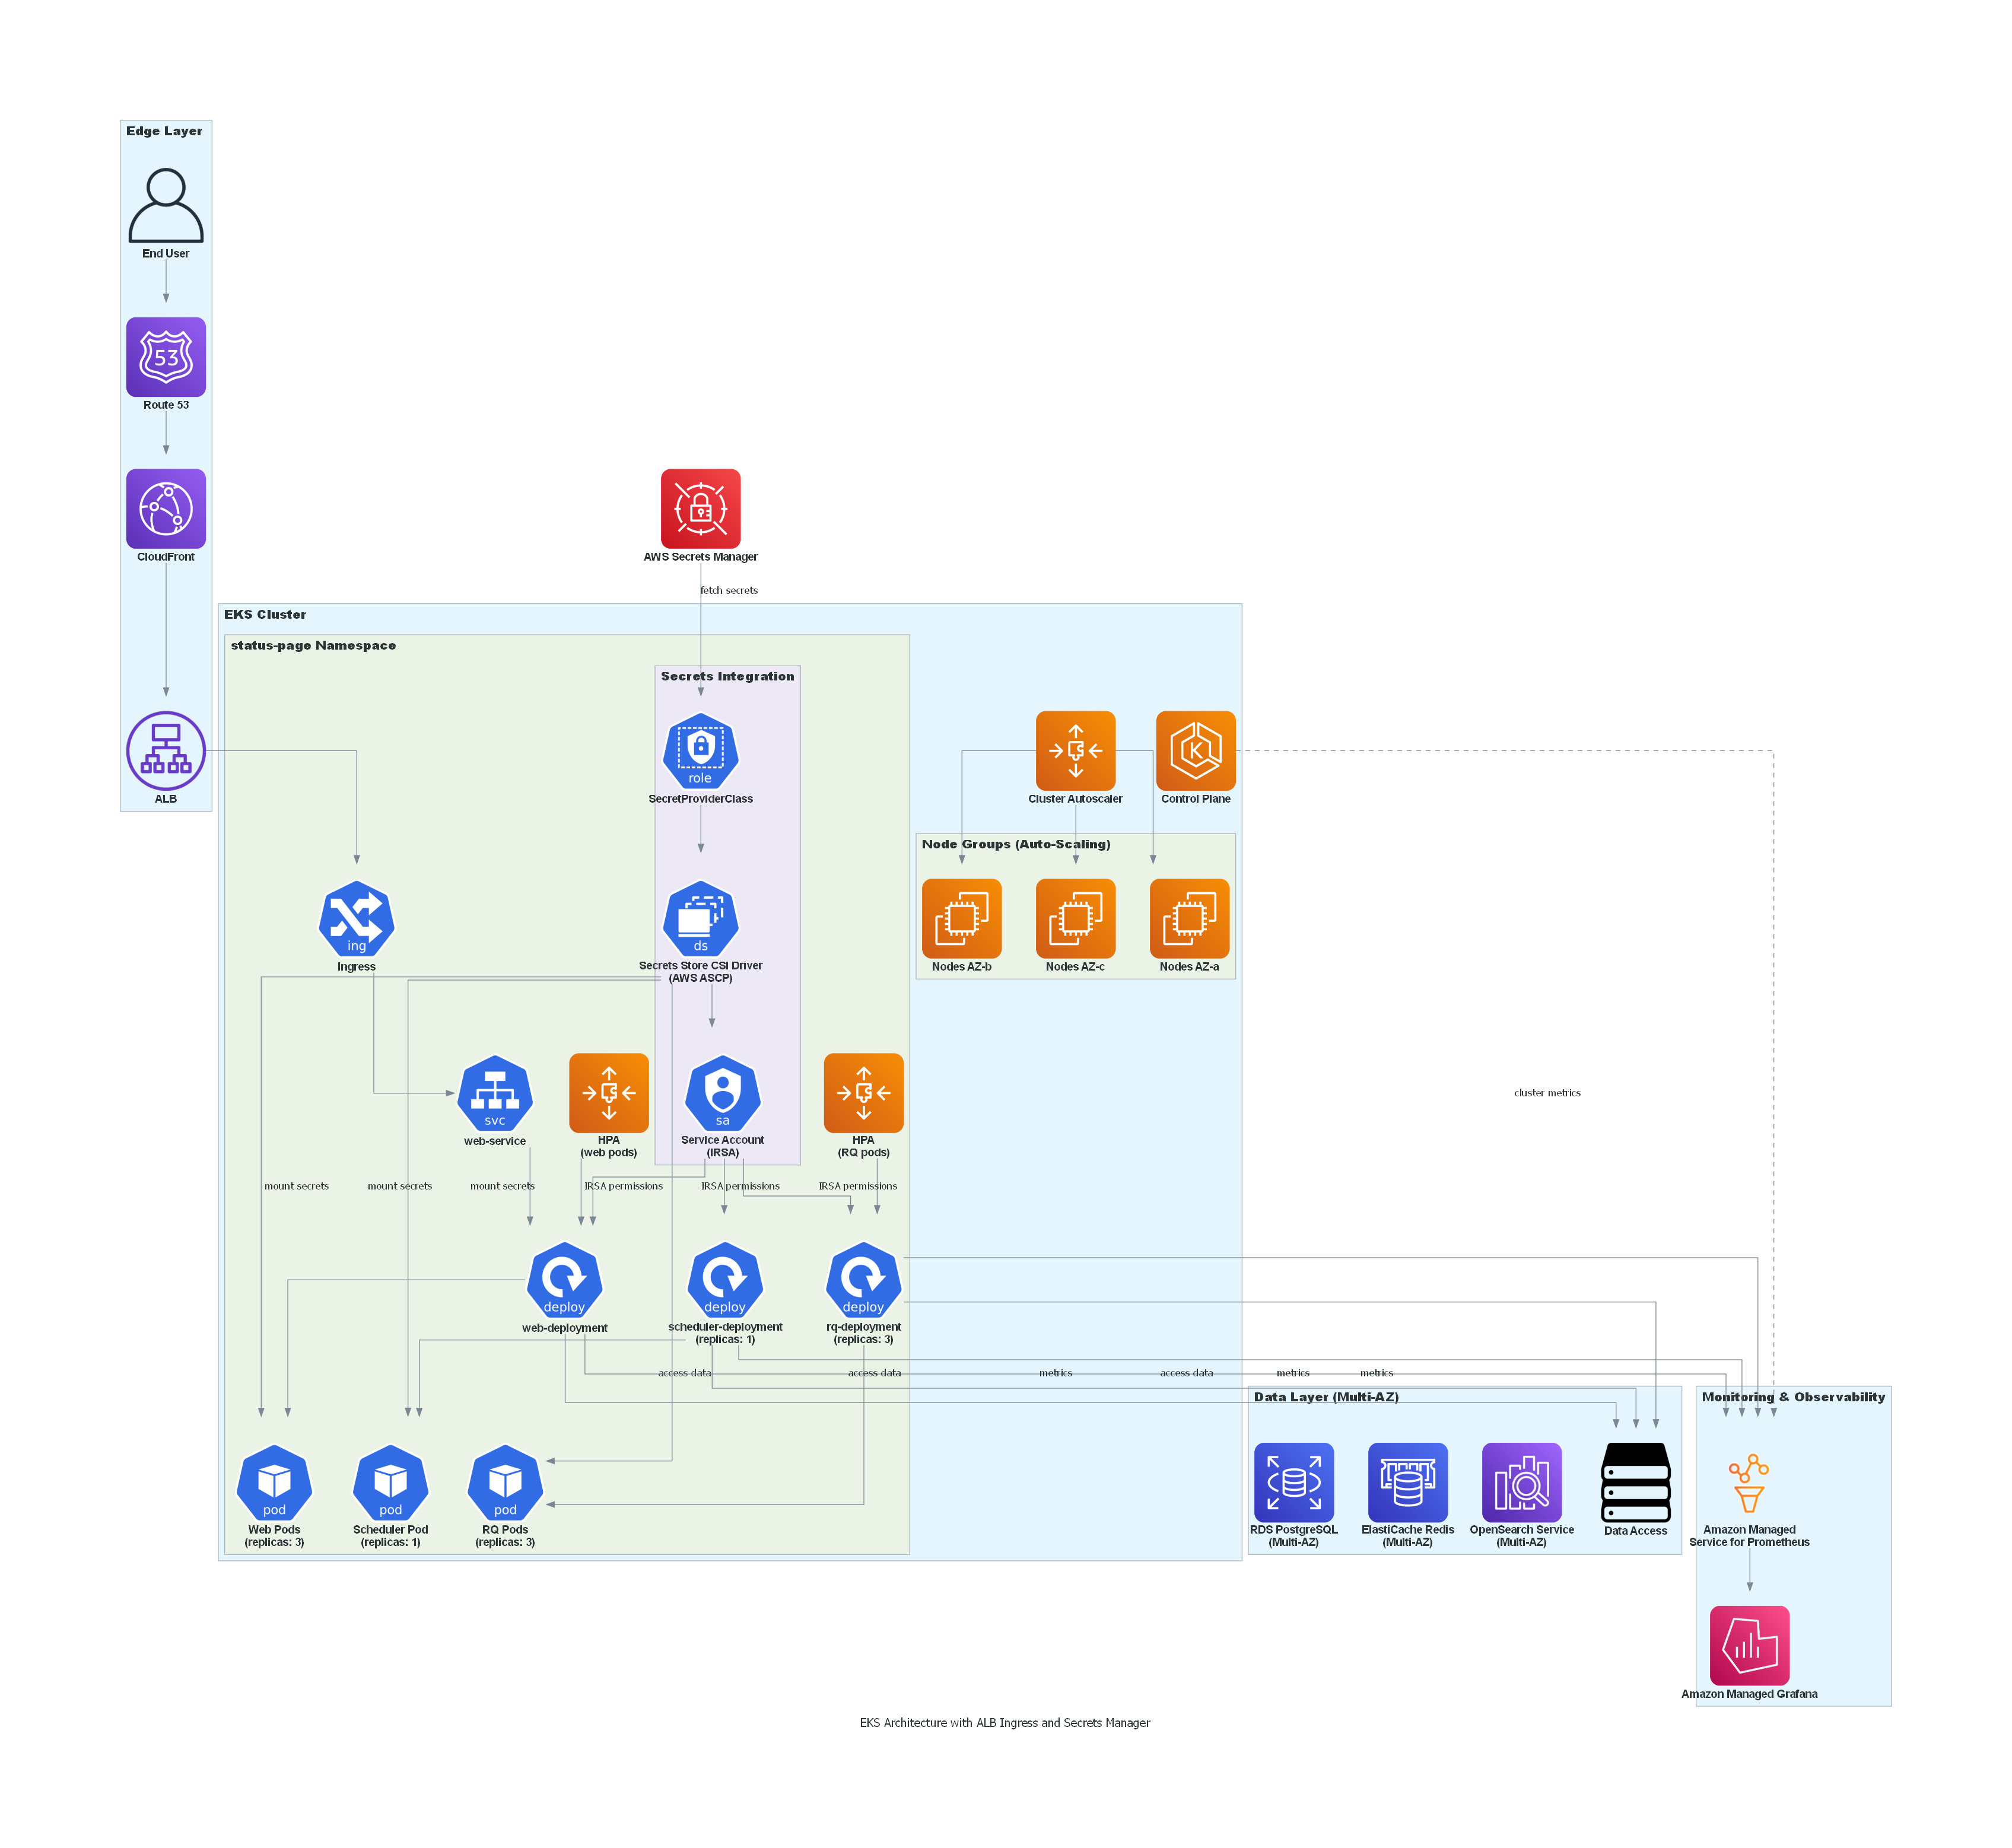 Edge Layer
End User
53
Route 53
CloudFront
AWS Secrets Manager
fetch secrets
EKS Cluster
status-page Namespace
Secrets Integration
role
SecretProviderClass
ALB
Cluster Autoscaler
K
Control Plane
Node Groups (Auto-Scaling)
Nodes AZ-b
Nodes AZ-c
Nodes AZ-a
ing
Ingress
ds
Secrets Store CSI Driver
(AWS ASCP)
svc
web-service
HPA
(web pods)
sa
Service Account
(IRSA)
HPA
(RQ pods)
cluster metrics
mount secrets
mount secrets
mount secrets
IRSA permissions
IRSA permissions
IRSA permissions
deploy
web-deployment
deploy
scheduler-deployment
(replicas: 1)
deploy
rq-deployment
(replicas: 3)
access data
access data
metrics
access data
metrics
metrics
Data Layer (Multi-AZ)
Monitoring & Observability
pod
Web Pods
(replicas: 3)
pod
Scheduler Pod
(replicas: 1)
pod
RQ Pods
(replicas: 3)
RDS PostgreSQL
(Multi-AZ)
ElastiCache Redis
(Multi-AZ)
OpenSearch Service
(Multi-AZ)
Data Access
Amazon Managed
Service for Prometheus
Amazon Managed Grafana
EKS Architecture with ALB Ingress and Secrets Manager